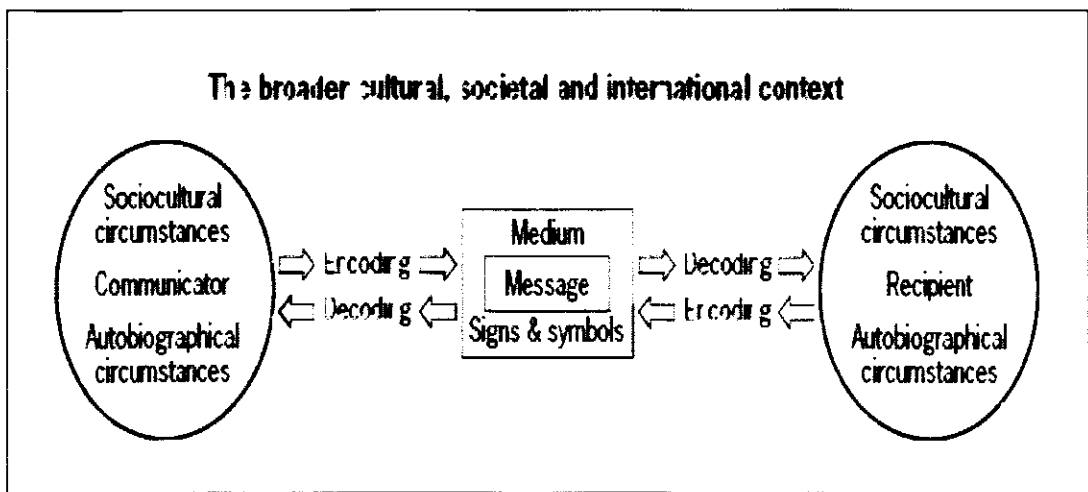 The broader cultural, societal and international context
Sociocultural
circumstances
Communicator
Autobiographical
circumstances
Encoding
Decoding
Medium
Message
Signs & symbols
Decoding
Encoding
Sociocultural
circumstances
Recipient
Autobiographical
circumstances